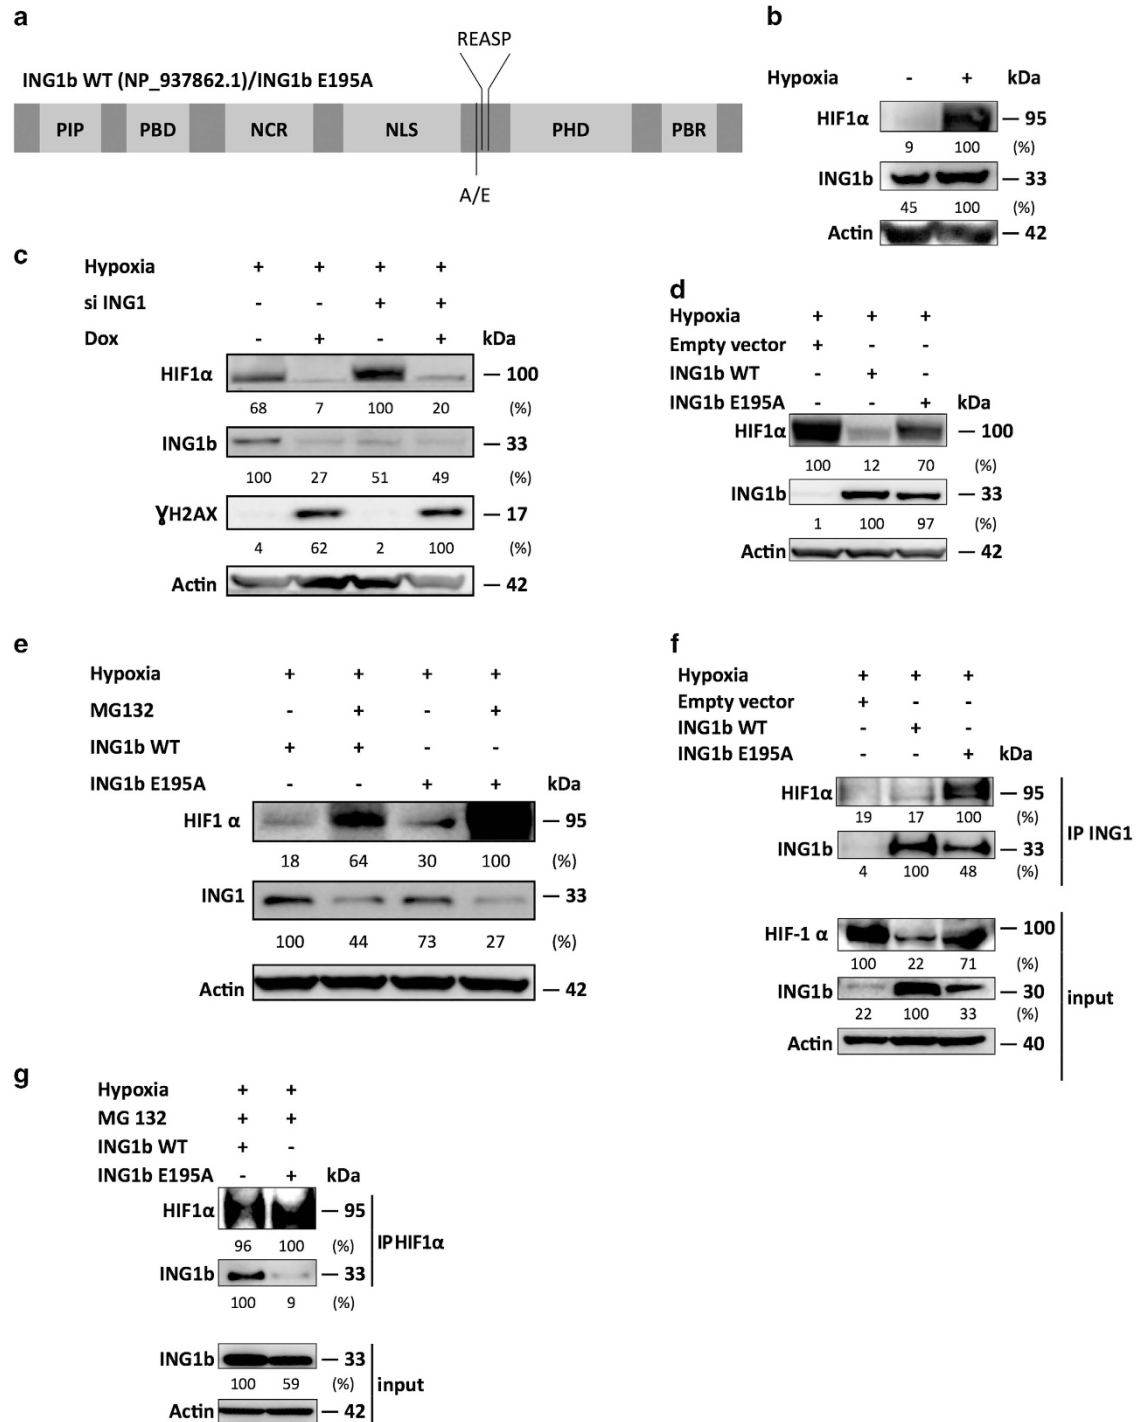 a
REASP
ING1b WT (NP_937862.1)/ING1b E195A
PIP PBD NCR NLS PHD PBR
A/E
b
Hypoxia - + kDa
HIF1α — 95
9 100 (%)
ING1b — 33
45 100 (%)
Actin — 42
c
Hypoxia + + + +
si ING1 - - + +
Dox - + - + kDa
HIF1α — 100
68 7 100 20 (%)
ING1b — 33
100 27 51 49 (%)
ɣH2AX — 17
4 62 2 100 (%)
Actin — 42
d
Hypoxia + + +
Empty vector + - -
ING1b WT - + -
ING1b E195A - - + kDa
HIF1α — 100
100 12 70 (%)
ING1b — 33
1 100 97 (%)
Actin — 42
e
Hypoxia + + + +
MG132 - + - +
ING1b WT + + - -
ING1b E195A - - + + kDa
HIF1 α — 95
18 64 30 100 (%)
ING1 — 33
100 44 73 27 (%)
Actin — 42
f
Hypoxia + + +
Empty vector + - -
ING1b WT - + -
ING1b E195A - - + kDa
HIF1α — 95
19 17 100 (%)
IP ING1
ING1b — 33
4 100 48 (%)
HIF-1 α — 100
100 22 71 (%)
ING1b — 30
input
22 100 33 (%)
Actin — 40
g
Hypoxia + +
MG 132 + +
ING1b WT + -
ING1b E195A - + kDa
HIF1α — 95
96 100 (%) IP HIF1α
ING1b — 33
100 9 (%)
ING1b — 33
100 59 (%) input
Actin — 42